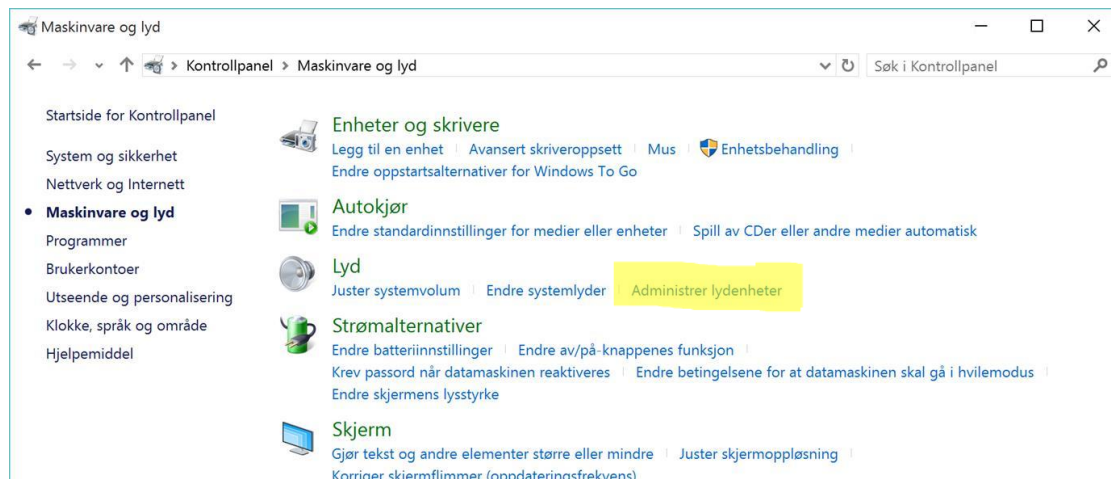 Maskinvare og lyd
Kontrollpanel > Maskinvare og lyd
Søk i Kontrollpanel
Startside for Kontrollpanel
System og sikkerhet
Nettverk og Internett
Maskinvare og lyd
Programmer
Brukerkontoer
Utseende og personalisering
Klokke, språk og område
Hjelpemiddel
Enheter og skrivere
Legg til en enhet | Avansert skriveroppsett | Mus | Enhetsbehandling
Endre oppstartsalternativer for Windows To Go
Autokjør
Endre standardinnstillinger for medier eller enheter | Spill av CDer eller andre medier automatisk
Lyd
Juster systemvolum | Endre systemlyder | Administrer lydenheter
Strømalternativer
Endre batteriinnstillinger | Endre av/på-knappenes funksjon
Krev passord når datamaskinen reaktiveres | Endre betingelsene for at datamaskinen skal gå i hvilemodus
Endre skjermens lysstyrke
Skjerm
Gjør tekst og andre elementer større eller mindre | Juster skjermoppløsning
Korriger skjermflimmer (oppdateringsfrekvens)